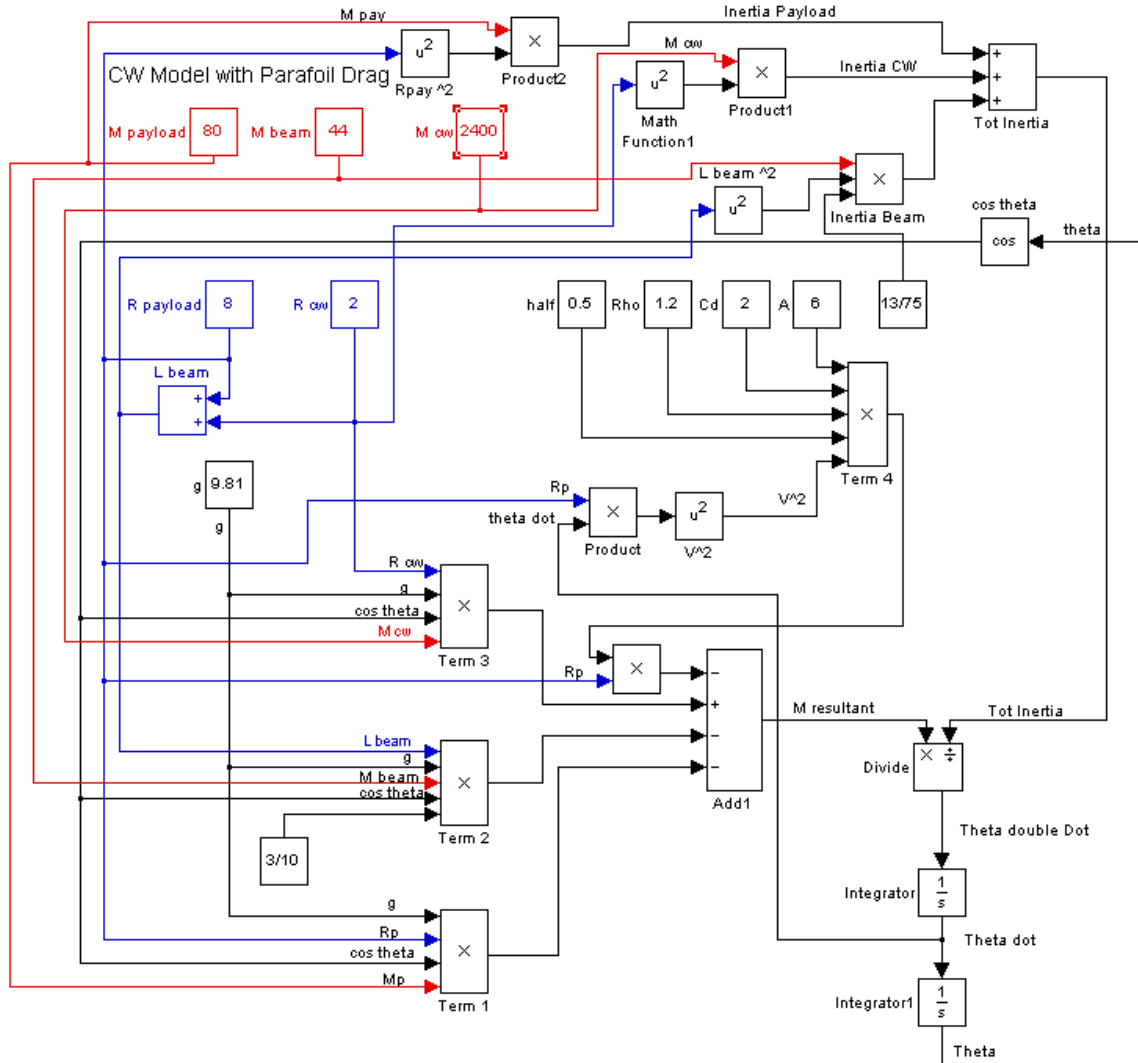 M pay
Inertia Payload
u²
×
Product2
M cw
CW Model with Parafoil Drag
Rpay ^2
u²
×
Product1
Inertia CW
+
+
+
Tot Inertia
M payload
80
M beam
44
M cw
2400
Math
Function1
L beam ^2
u²
×
Inertia Beam
cos theta
cos
theta
R payload
8
R cw
2
half
0.5
Rho
1.2
Cd
2
A
6
13/75
L beam
+
+
×
Term 4
g
9.81
g
Rp
theta dot
×
Product
u²
V^2
V^2
R cw
g
cos theta
M cw
×
Term 3
Rp
×
−
+
−
−
Add1
M resultant
Tot Inertia
× ÷
Divide
L beam
g
M beam
cos theta
×
Term 2
3/10
Theta double Dot
Integrator
1
s
Theta dot
g
Rp
cos theta
Mp
×
Term 1
Integrator1
1
s
Theta